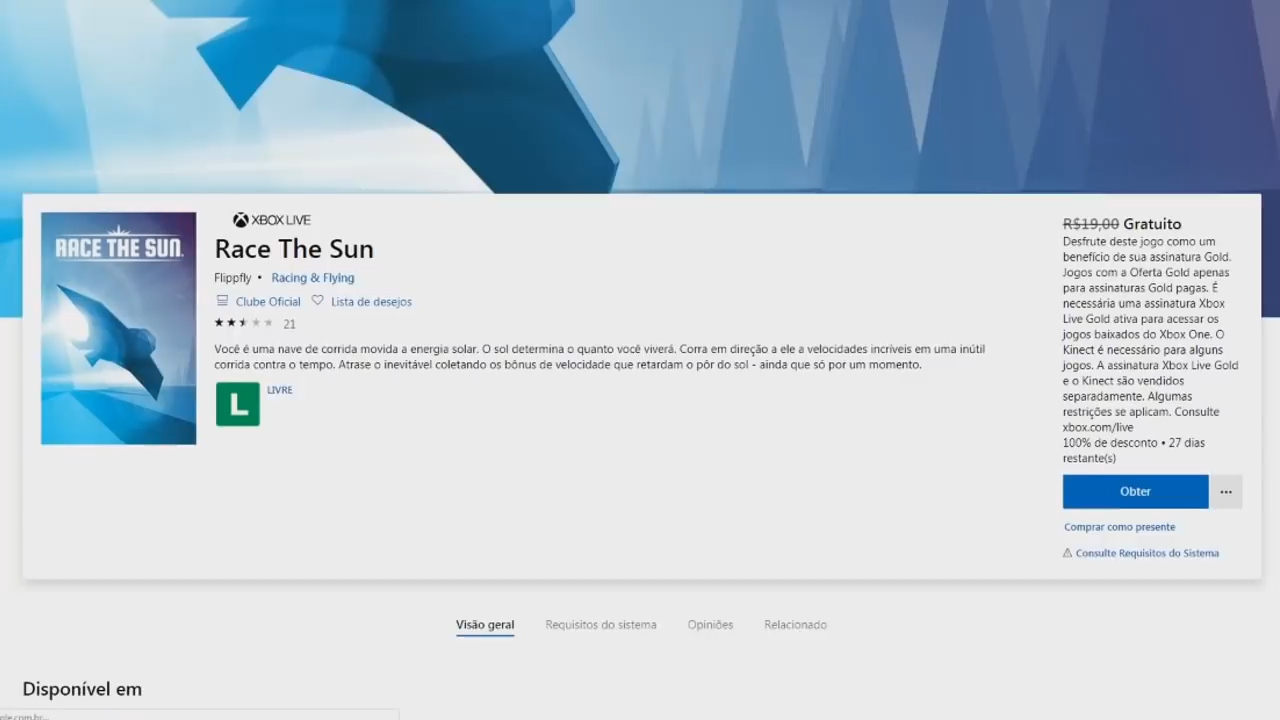 RACE THE SUN
XBOX LIVE
Race The Sun
Flippfly • Racing & Flying
Clube Oficial Lista de desejos
21
Você é uma nave de corrida movida a energia solar. O sol determina o quanto você viverá. Corra em direção a ele a velocidades incríveis em uma inútil
corrida contra o tempo. Atrase o inevitável coletando os bônus de velocidade que retardam o pôr do sol - ainda que só por um momento.
L LIVRE
R$19,00 Gratuito
Desfrute deste jogo como um
benefício de sua assinatura Gold.
Jogos com a Oferta Gold apenas
para assinaturas Gold pagas. É
necessária uma assinatura Xbox
Live Gold ativa para acessar os
jogos baixados do Xbox One. O
Kinect é necessário para alguns
jogos. A assinatura Xbox Live Gold
e o Kinect são vendidos
separadamente. Algumas
restrições se aplicam. Consulte
xbox.com/live
100% de desconto • 27 dias
restante(s)
Obter ...
Comprar como presente
Consulte Requisitos do Sistema
Visão geral Requisitos do sistema Opiniões Relacionado
Disponível em